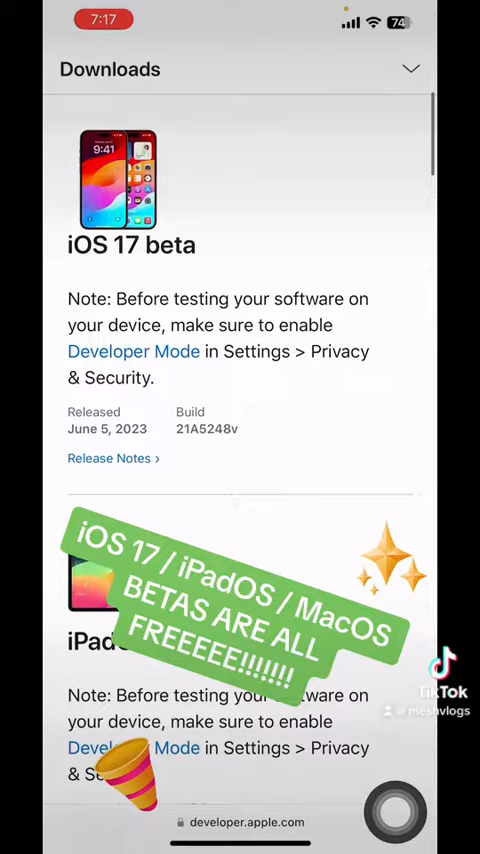 7:17
74
Downloads
9:41
iOS 17 beta
Note: Before testing your software on
your device, make sure to enable
Developer Mode in Settings > Privacy
& Security.
Released Build
June 5, 2023 21A5248v
Release Notes >
iOS 17 / iPadOS / MacOS
BETAS ARE ALL
FREEEEE!!!!!!!
iPad
Note: Before testing your software on
your device, make sure to enable
Devel Mode in Settings > Privacy
& Se
TikTok
@meshvlogs
developer.apple.com